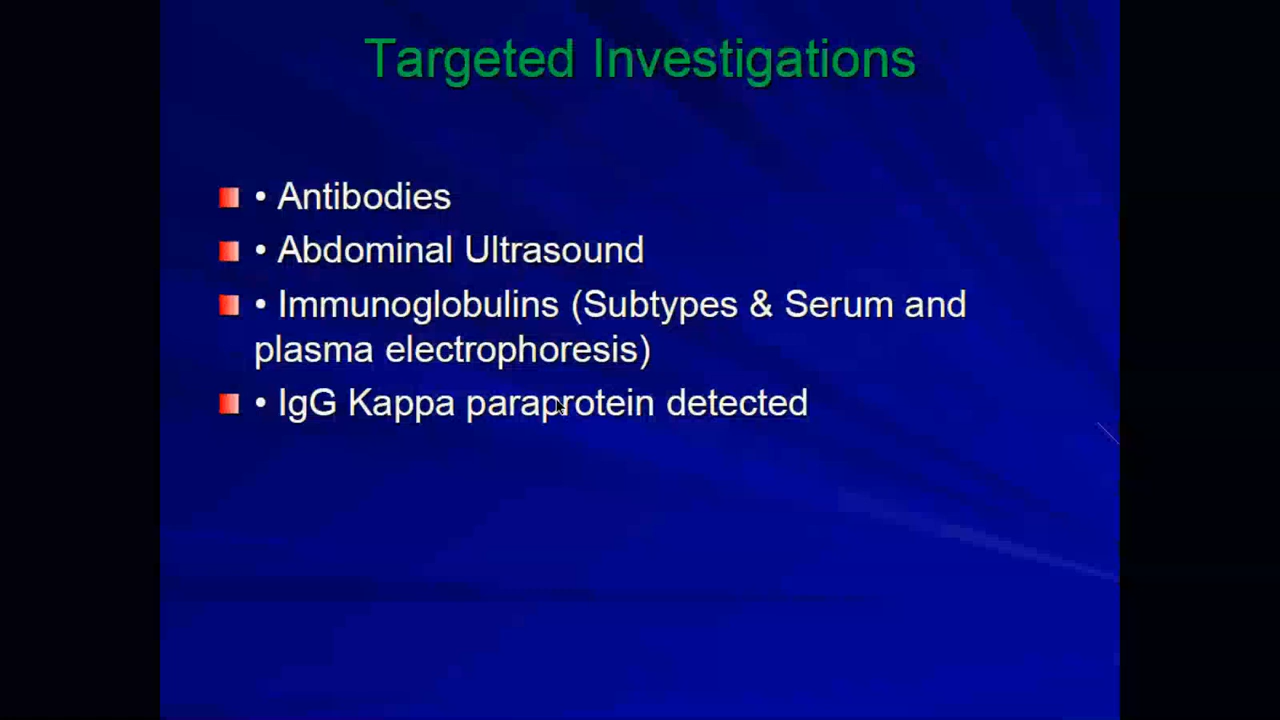 Targeted Investigations
• Antibodies
• Abdominal Ultrasound
• Immunoglobulins (Subtypes & Serum and
plasma electrophoresis)
• IgG Kappa paraprotein detected